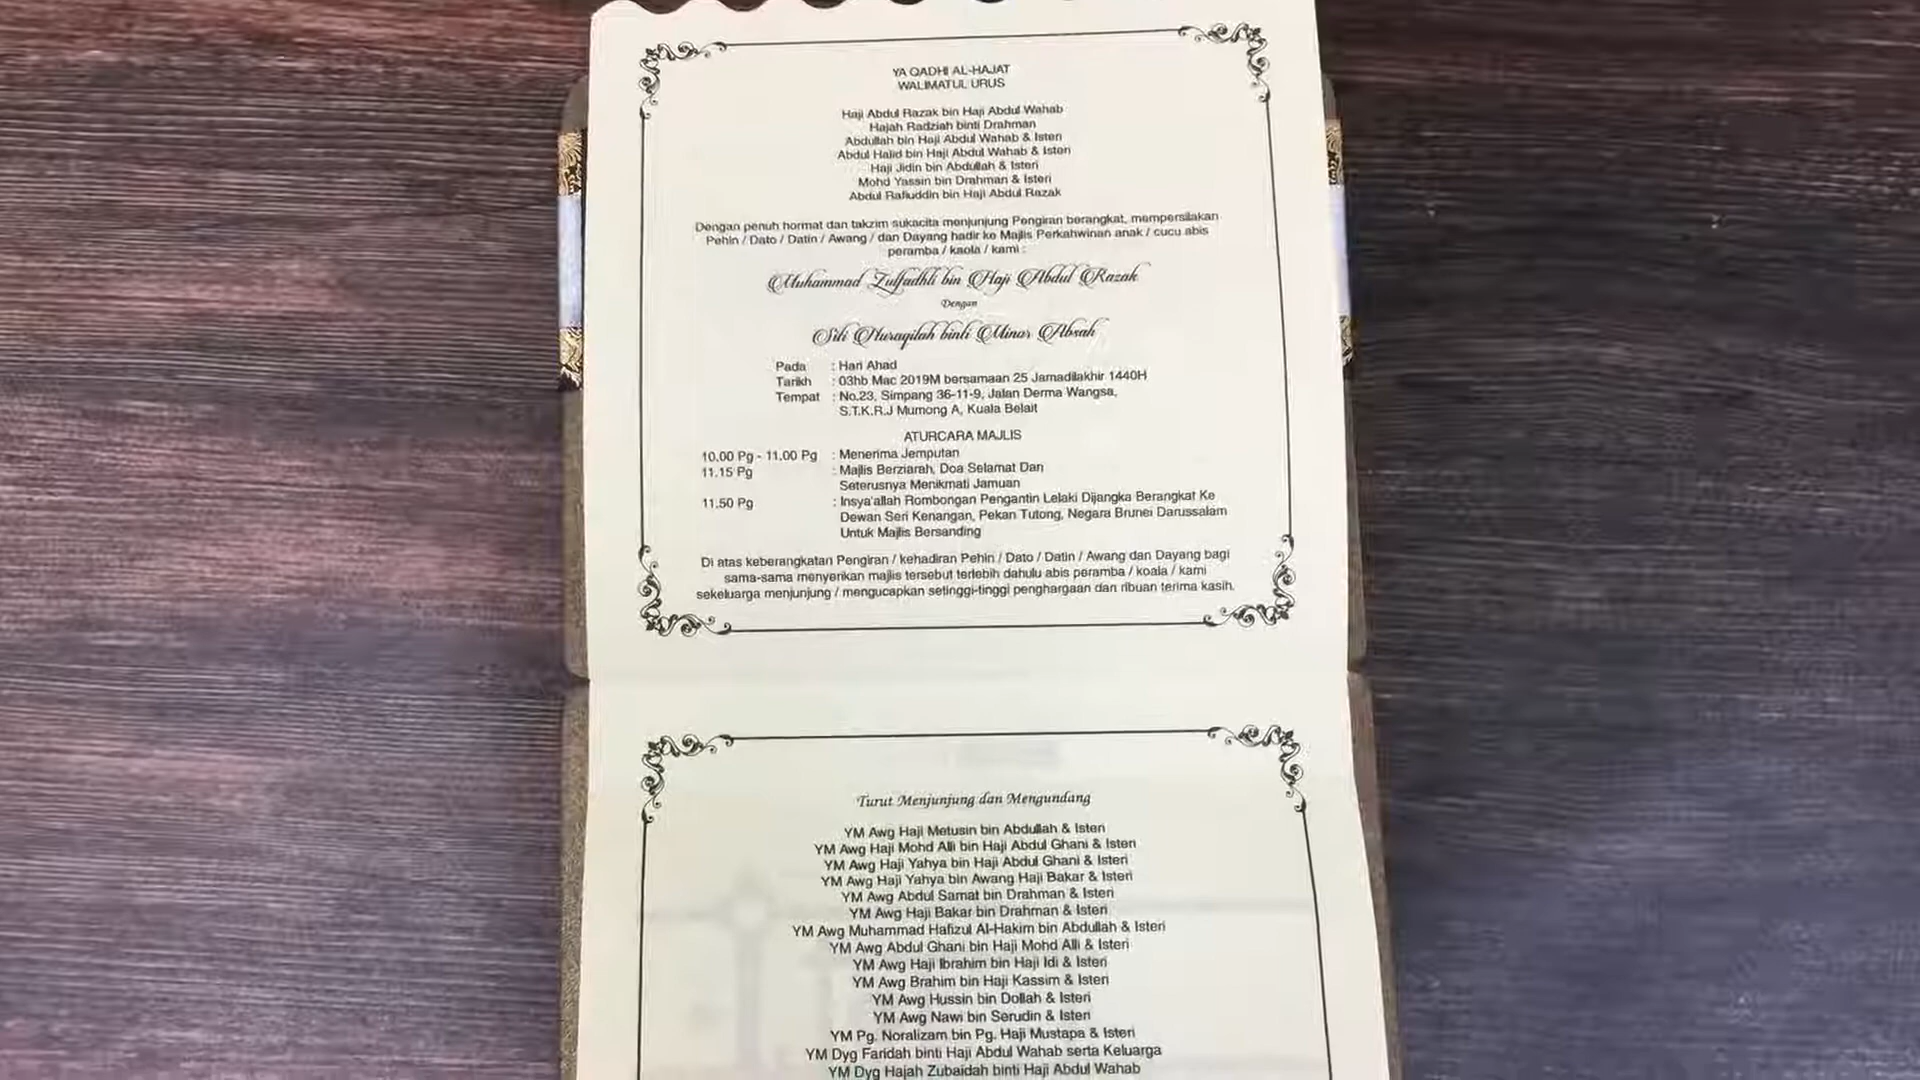 YA QADHI AL-HAJAT
WALIMATUL URUS
Haji Abdul Razak bin Haji Abdul Wahab
Hajah Radziah binti Drahman
Abdullah bin Haji Abdul Wahab & Isteri
Abdul Halid bin Haji Abdul Wahab & Isteri
Haji Jidin bin Abdullah & Isteri
Mohd Yassin bin Drahman & Isteri
Abdul Rafiuddin bin Haji Abdul Razak
Dengan penuh hormat dan takzim sukacita menjunjung Pengiran berangkat, mempersilakan
Pehin / Dato / Datin / Awang / dan Dayang hadir ke Majlis Perkahwinan anak / cucu abis
peramba / kaola / kami :
Muhammad Zulfadhli bin Haji Abdul Razak
Dengan
Siti Nuraqilah binti Minor Absah
Pada : Hari Ahad
Tarikh : 03hb Mac 2019M bersamaan 25 Jamadilakhir 1440H
Tempat : No.23, Simpang 36-11-9, Jalan Derma Wangsa,
S.T.K.R.J Mumong A, Kuala Belait
ATURCARA MAJLIS
10.00 Pg - 11.00 Pg : Menerima Jemputan
11.15 Pg : Majlis Berziarah, Doa Selamat Dan
Seterusnya Menikmati Jamuan
11.50 Pg : Insya'allah Rombongan Pengantin Lelaki Dijangka Berangkat Ke
Dewan Seri Kenangan, Pekan Tutong, Negara Brunei Darussalam
Untuk Majlis Bersanding
Di atas keberangkatan Pengiran / kehadiran Pehin / Dato / Datin / Awang dan Dayang bagi
sama-sama menyerikan majlis tersebut terlebih dahulu abis peramba / koala / kami
sekeluarga menjunjung / mengucapkan setinggi-tinggi penghargaan dan ribuan terima kasih.
Turut Menjunjung dan Mengundang
YM Awg Haji Metusin bin Abdullah & Isteri
YM Awg Haji Mohd Alli bin Haji Abdul Ghani & Isteri
YM Awg Haji Yahya bin Haji Abdul Ghani & Isteri
YM Awg Haji Yahya bin Awang Haji Bakar & Isteri
YM Awg Abdul Samat bin Drahman & Isteri
YM Awg Haji Bakar bin Drahman & Isteri
YM Awg Muhammad Hafizul Al-Hakim bin Abdullah & Isteri
YM Awg Abdul Ghani bin Haji Mohd Alli & Isteri
YM Awg Haji Ibrahim bin Haji Idi & Isteri
YM Awg Brahim bin Haji Kassim & Isteri
YM Awg Hussin bin Dollah & Isteri
YM Awg Nawi bin Serudin & Isteri
YM Pg. Noralizam bin Pg. Haji Mustapa & Isteri
YM Dyg Faridah binti Haji Abdul Wahab serta Keluarga
YM Dyg Hajah Zubaidah binti Haji Abdul Wahab